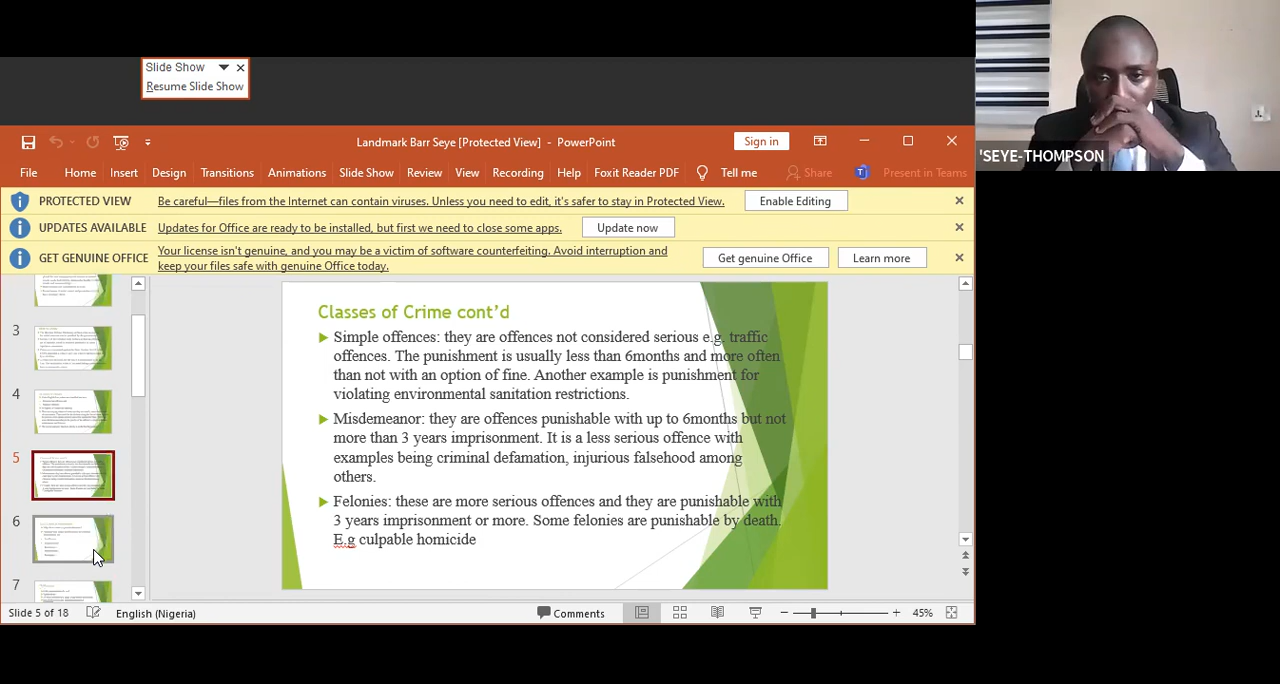 Slide Show
Resume Slide Show
'SEYE-THOMPSON
Landmark Barr Seye [Protected View] - PowerPoint
Sign in
File Home Insert Design Transitions Animations Slide Show Review View Recording Help Foxit Reader PDF Tell me Share Present in Teams
PROTECTED VIEW Be careful—files from the Internet can contain viruses. Unless you need to edit, it's safer to stay in Protected View. Enable Editing
UPDATES AVAILABLE Updates for Office are ready to be installed, but first we need to close some apps. Update now
GET GENUINE OFFICE Your license isn't genuine, and you may be a victim of software counterfeiting. Avoid interruption and
keep your files safe with genuine Office today. Get genuine Office Learn more
3
4
5
6
7
Classes of Crime cont'd
Simple offences: they are offences not considered serious e.g. traffic
offences. The punishment is usually less than 6months and more often
than not with an option of fine. Another example is punishment for
violating environmental sanitation restrictions.
Misdemeanor: they are offences punishable with up to 6months but not
more than 3 years imprisonment. It is a less serious offence with
examples being criminal defamation, injurious falsehood among
others.
Felonies: these are more serious offences and they are punishable with
3 years imprisonment or more. Some felonies are punishable by death.
E.g culpable homicide
Slide 5 of 18 English (Nigeria) Comments 45%